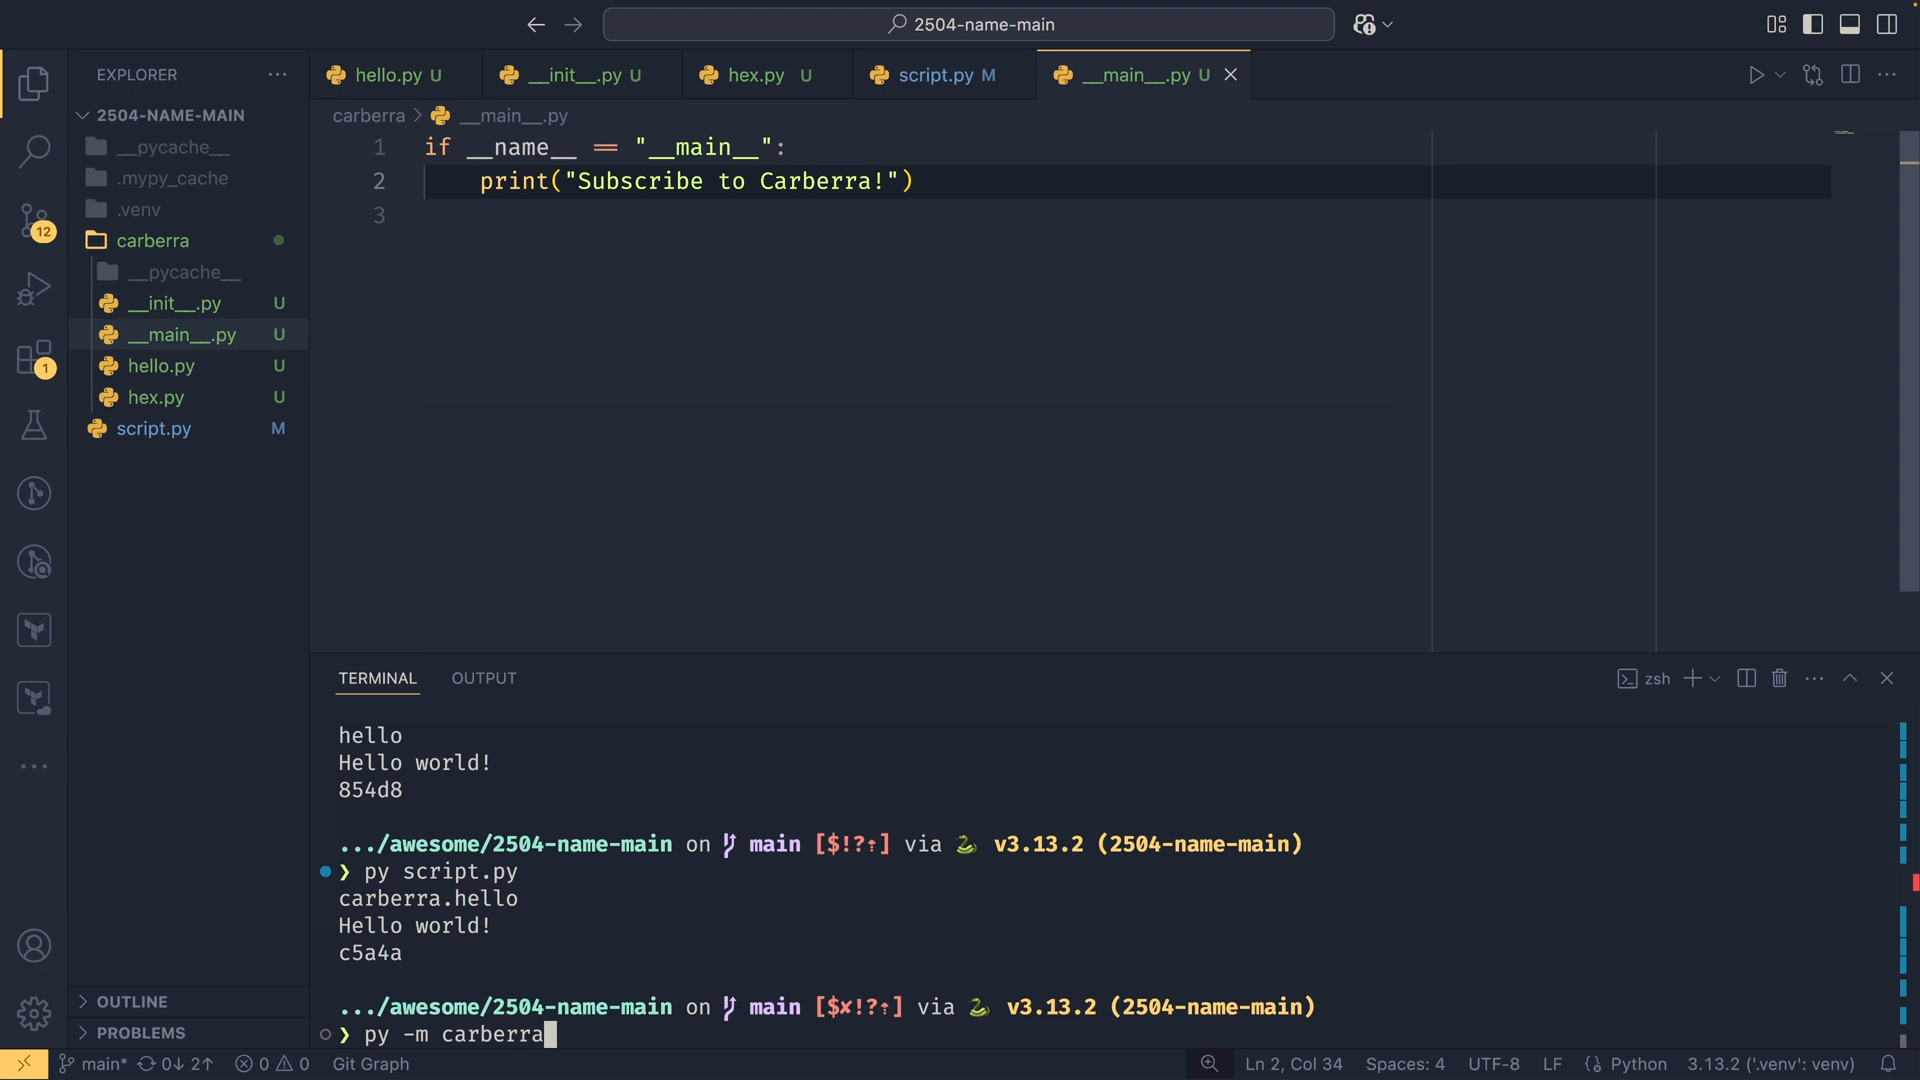 2504-name-main
EXPLORER
hello.py U
__init__.py U
hex.py U
script.py M
__main__.py U
2504-NAME-MAIN
__pycache__
.mypy_cache
.venv
carberra
__pycache__
__init__.py U
__main__.py U
hello.py U
hex.py U
script.py M
12
1
carberra > __main__.py
1 if __name__ == "__main__":
2 print("Subscribe to Carberra!")
3
TERMINAL
OUTPUT
zsh
hello
Hello world!
854d8
.../awesome/2504-name-main on main [$!?⇡] via 🐍 v3.13.2 (2504-name-main)
❯ py script.py
carberra.hello
Hello world!
c5a4a
.../awesome/2504-name-main on main [$✘!?⇡] via 🐍 v3.13.2 (2504-name-main)
❯ py -m carberra
OUTLINE
PROBLEMS
main* 0↓ 2↑ 0 0 Git Graph
Ln 2, Col 34 Spaces: 4 UTF-8 LF Python 3.13.2 ('.venv': venv)